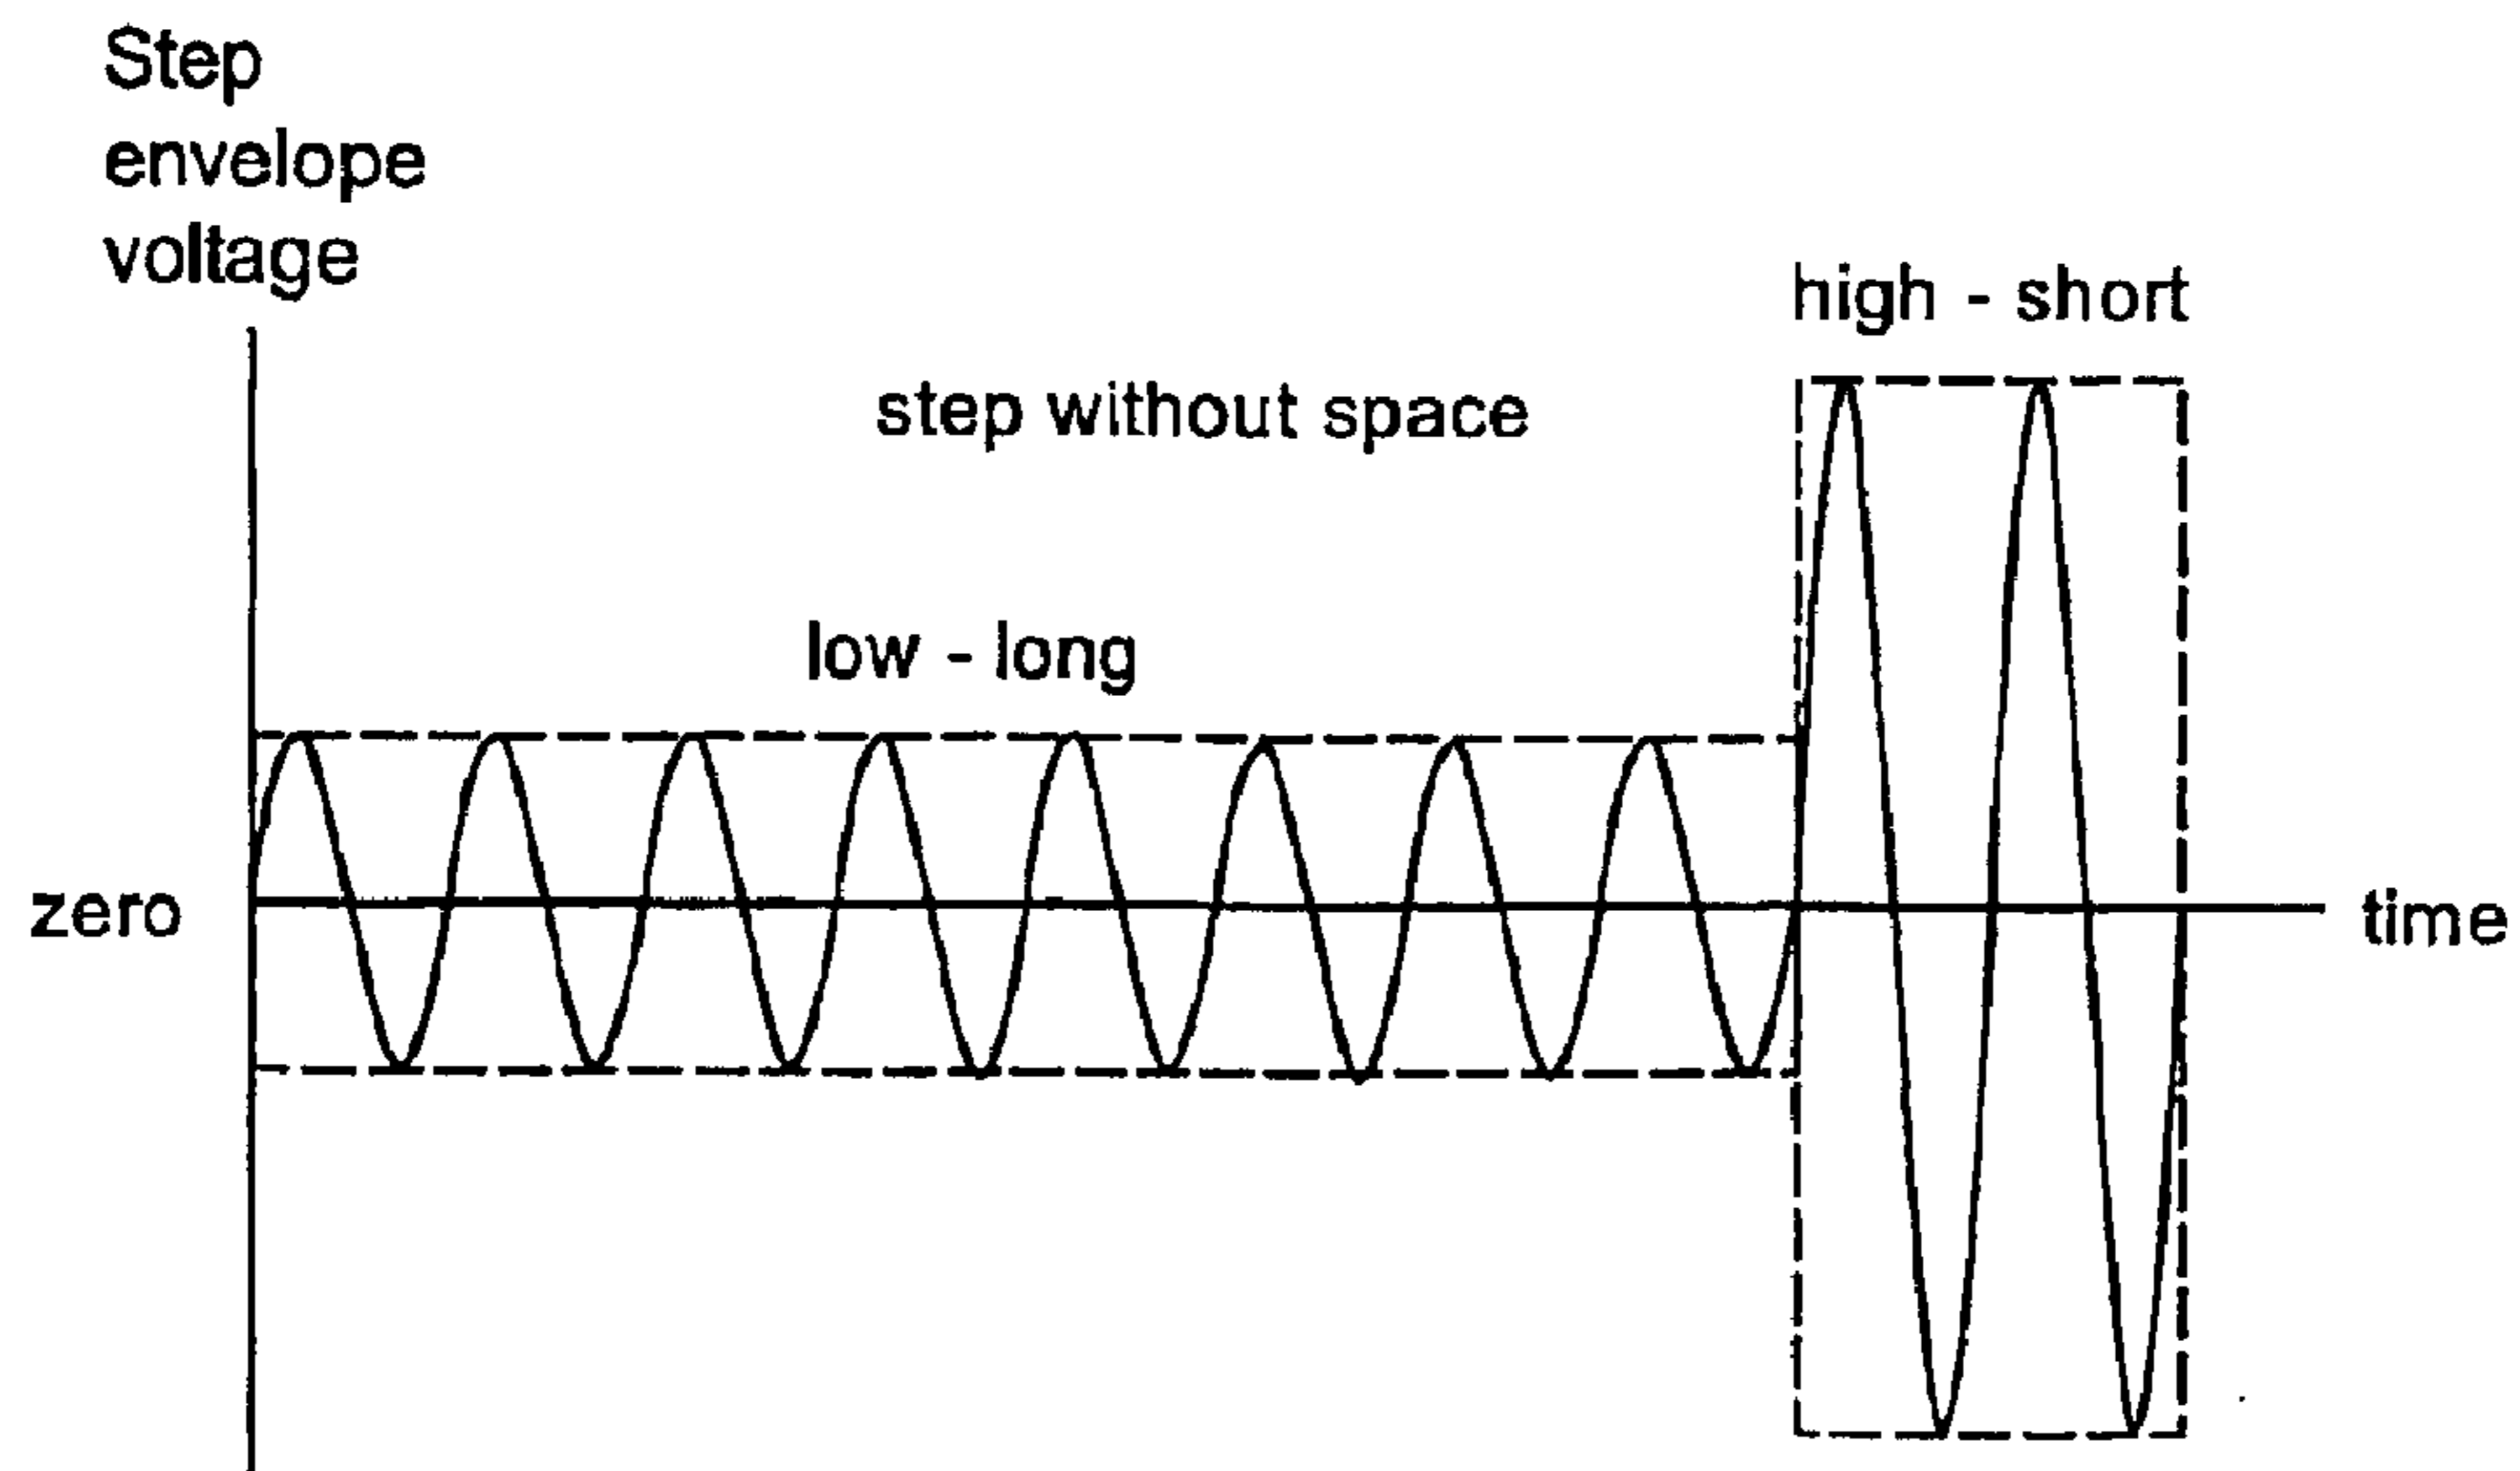 Step
envelope
voltage
high - short
step without space
low - long
zero
time